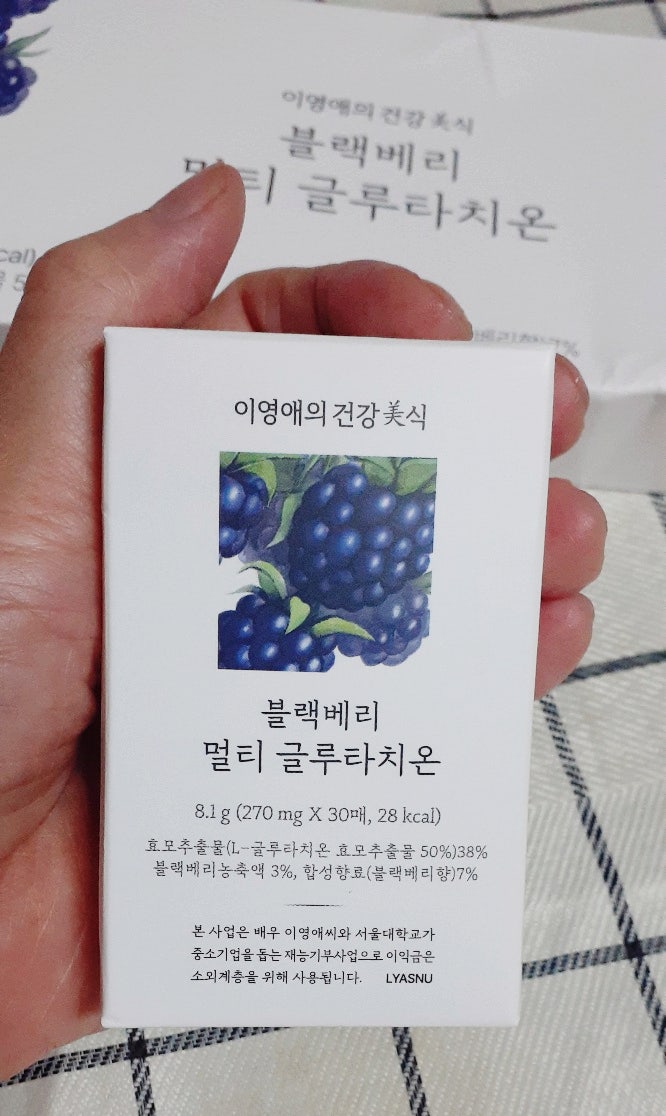 이영애의 건강 美식
블랙베리
멀티 글루타치온
cal)
이영애의 건강 美식
블랙베리
멀티 글루타치온
8.1 g (270 mg X 30매, 28 kcal)
효모추출물(L-글루타치온 효모추출물 50%)38%
블랙베리농축액 3%, 합성향료(블랙베리향)7%
본 사업은 배우 이영애씨와 서울대학교가
중소기업을 돕는 재능기부사업으로 이익금은
소외계층을 위해 사용됩니다. LYASNU